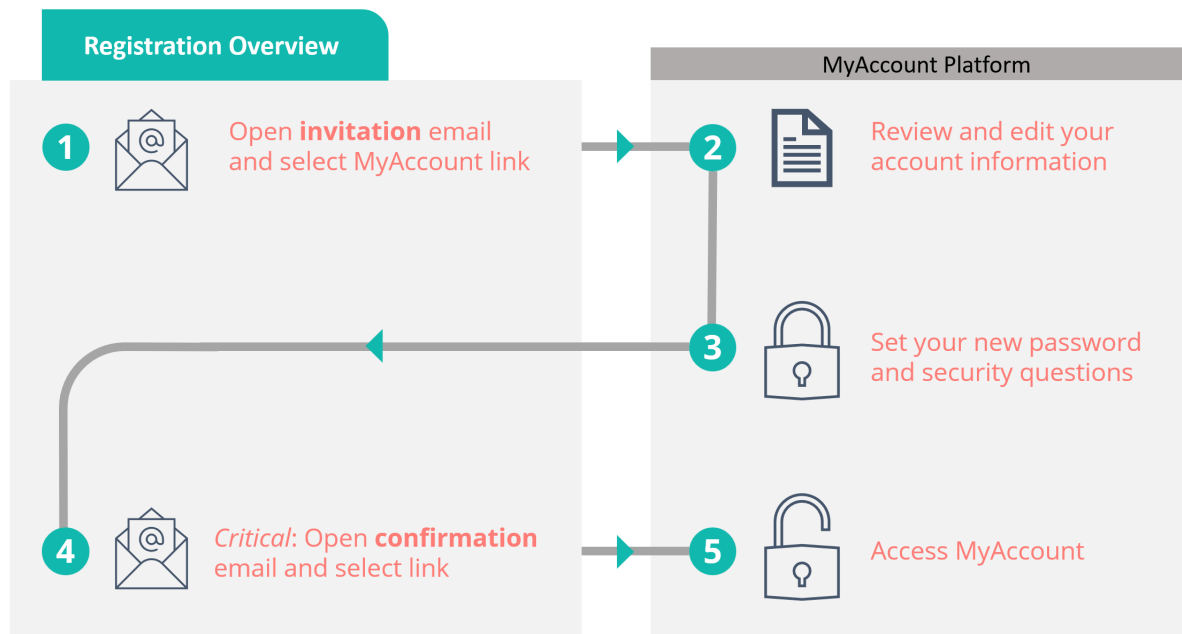 Registration Overview
MyAccount Platform
1
Open invitation email
and select MyAccount link
2
Review and edit your
account information
3
Set your new password
and security questions
4
Critical: Open confirmation
email and select link
5
Access MyAccount